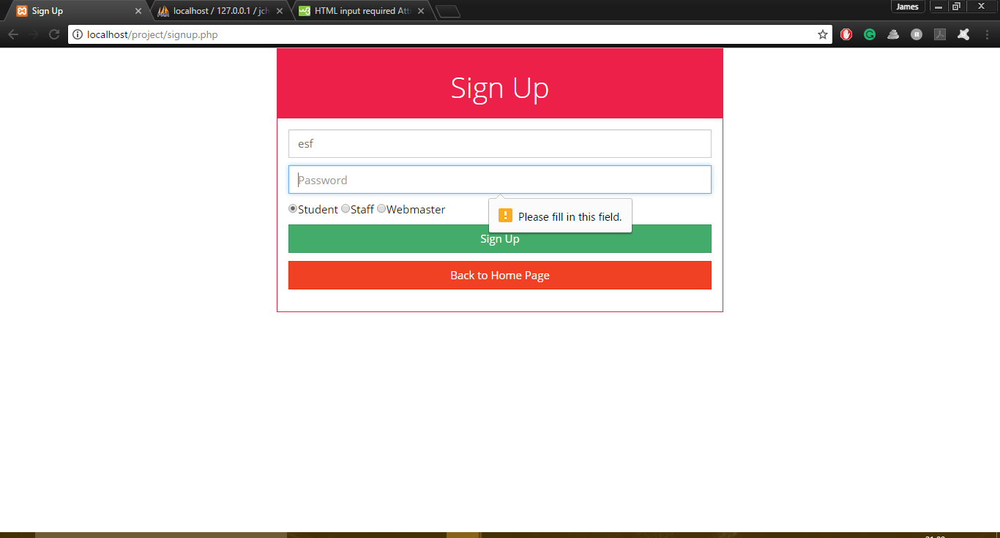 Sign Up
localhost / 127.0.0.1 / jch
HTML input required Att
James
localhost/project/signup.php
Sign Up
esf
Password
Student Staff Webmaster
Please fill in this field.
Sign Up
Back to Home Page